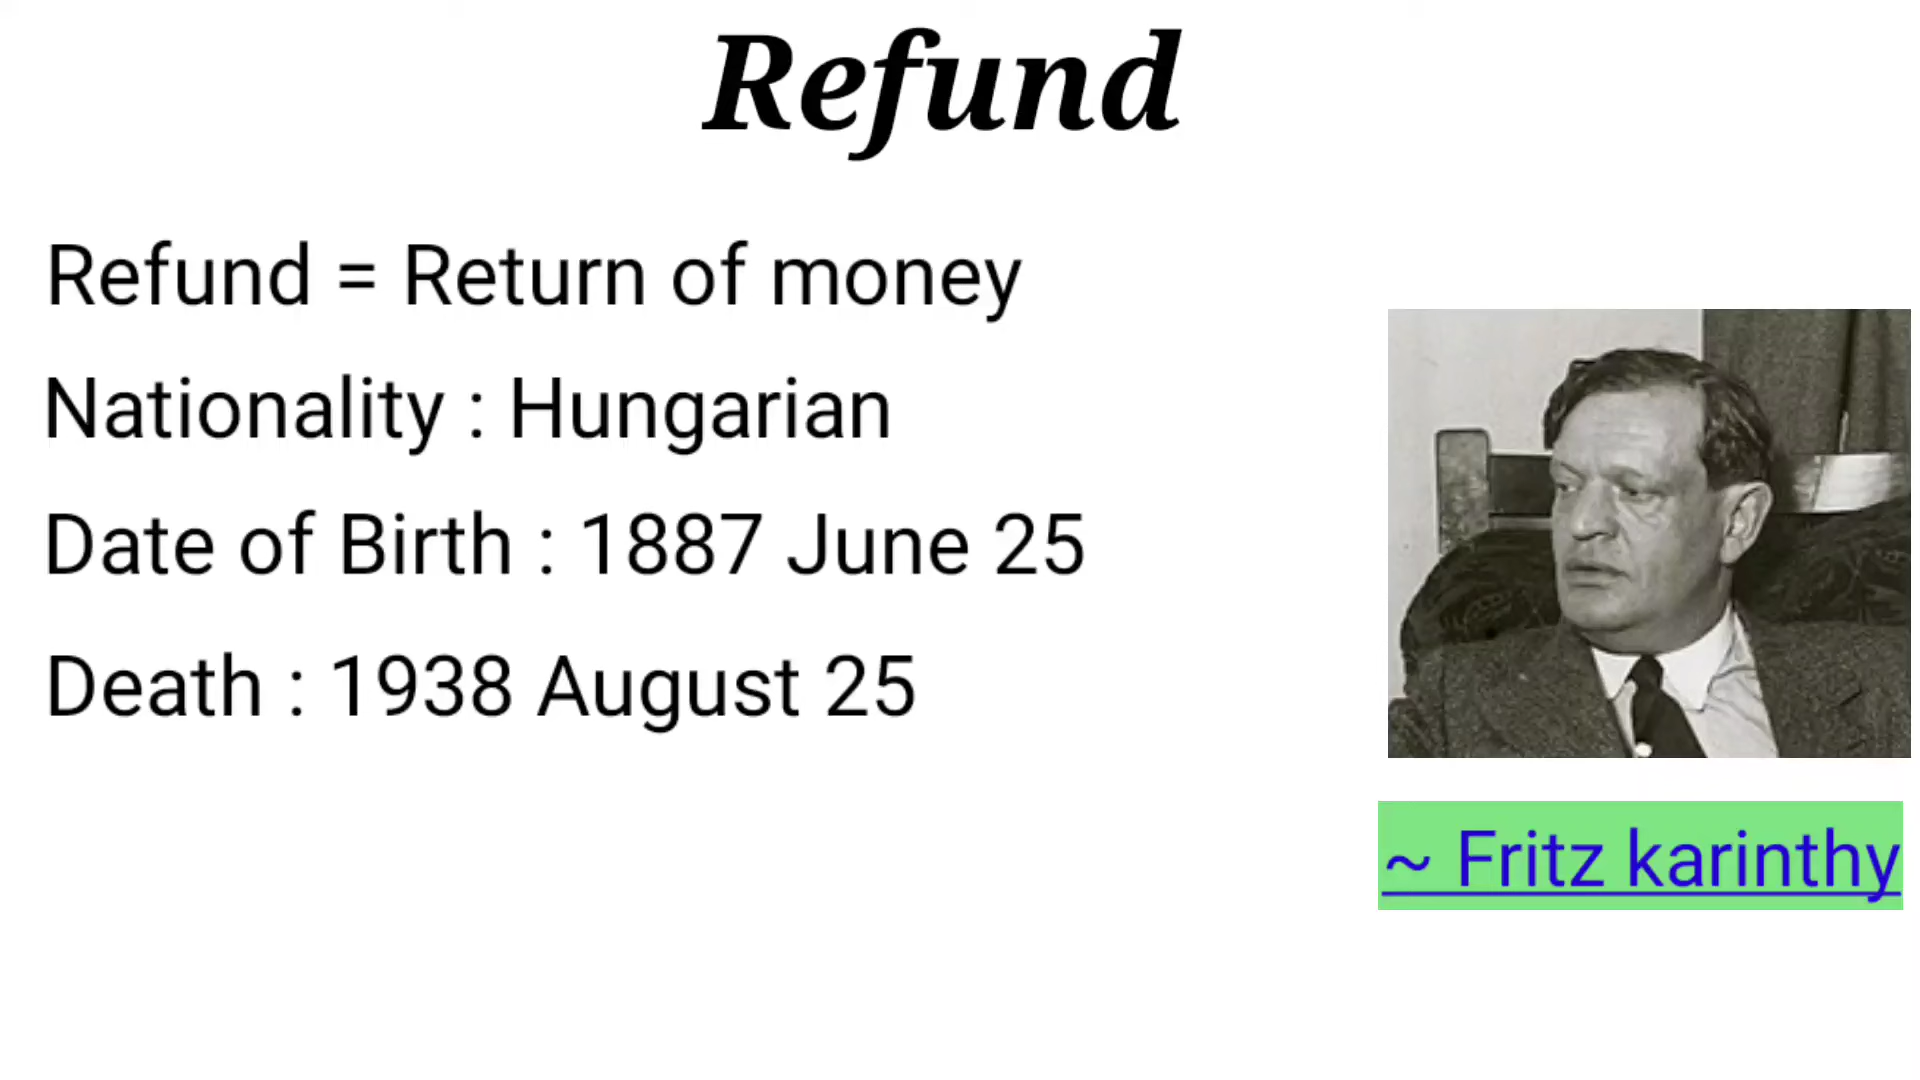 Refund
Refund = Return of money
Nationality : Hungarian
Date of Birth : 1887 June 25
Death : 1938 August 25
~ Fritz karinthy